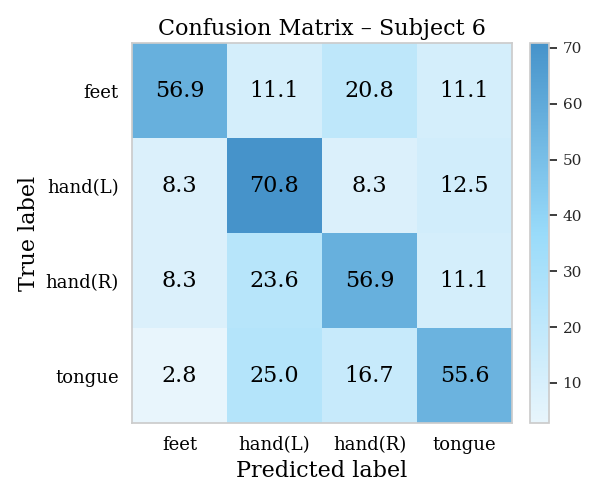 Confusion Matrix – Subject 6
feet 56.9 11.1 20.8 11.1
hand(L) 8.3 70.8 8.3 12.5
hand(R) 8.3 23.6 56.9 11.1
tongue 2.8 25.0 16.7 55.6
feet hand(L) hand(R) tongue
Predicted label
True label
70
60
50
40
30
20
10